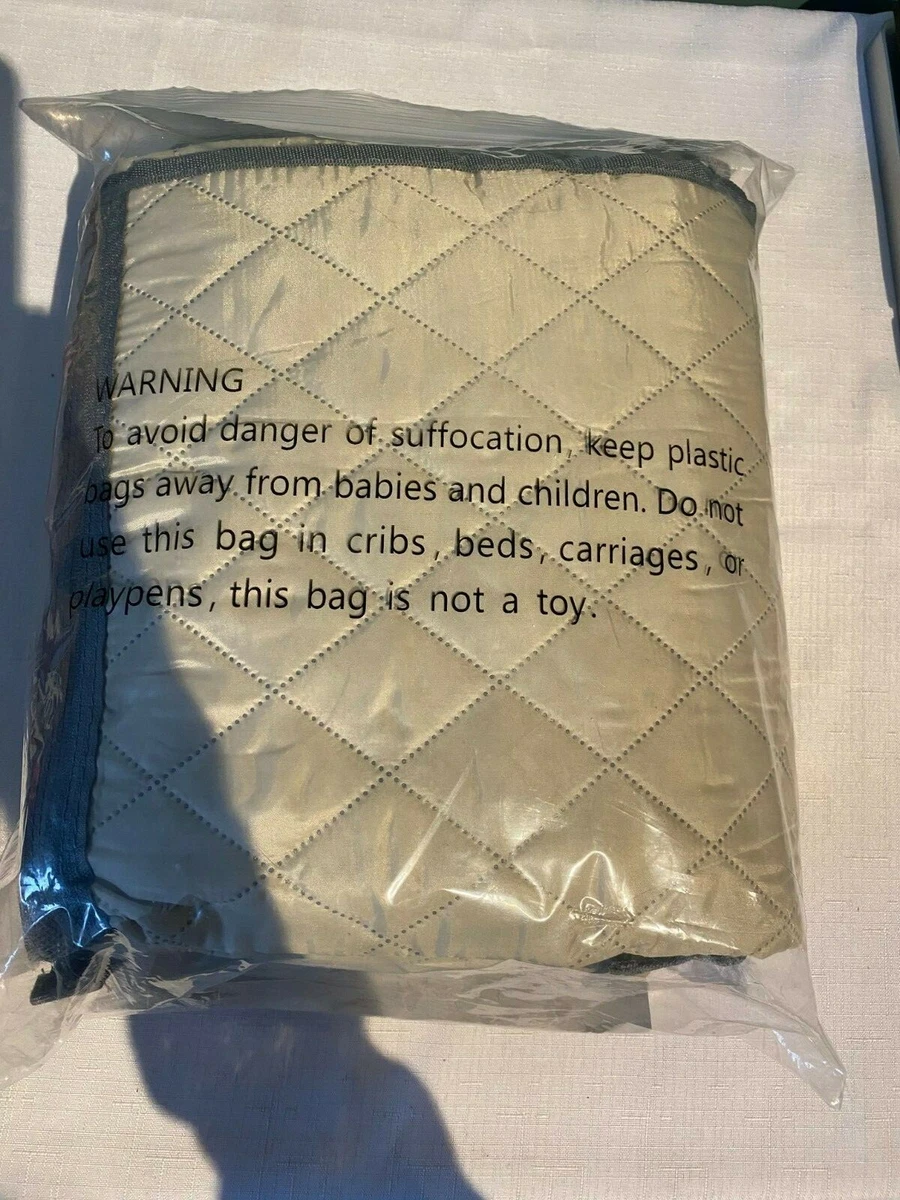 WARNING
To avoid danger of suffocation, keep plastic
bags away from babies and children. Do not
use this bag in cribs, beds, carriages, or
playpens, this bag is not a toy.